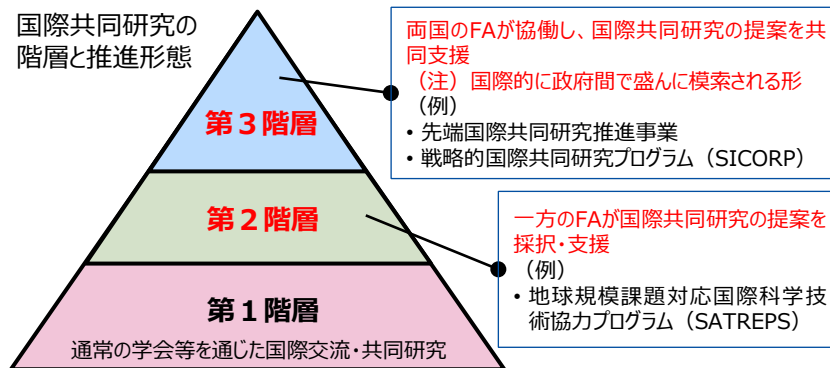 国際共同研究の
階層と推進形態
両国のFAが協働し、国際共同研究の提案を共
同支援
（注）国際的に政府間で盛んに模索される形
（例）
• 先端国際共同研究推進事業
• 戦略的国際共同研究プログラム（SICORP）
第３階層
第２階層
一方のFAが国際共同研究の提案を
採択・支援
（例）
• 地球規模課題対応国際科学技
術協力プログラム（SATREPS）
第１階層
通常の学会等を通じた国際交流・共同研究